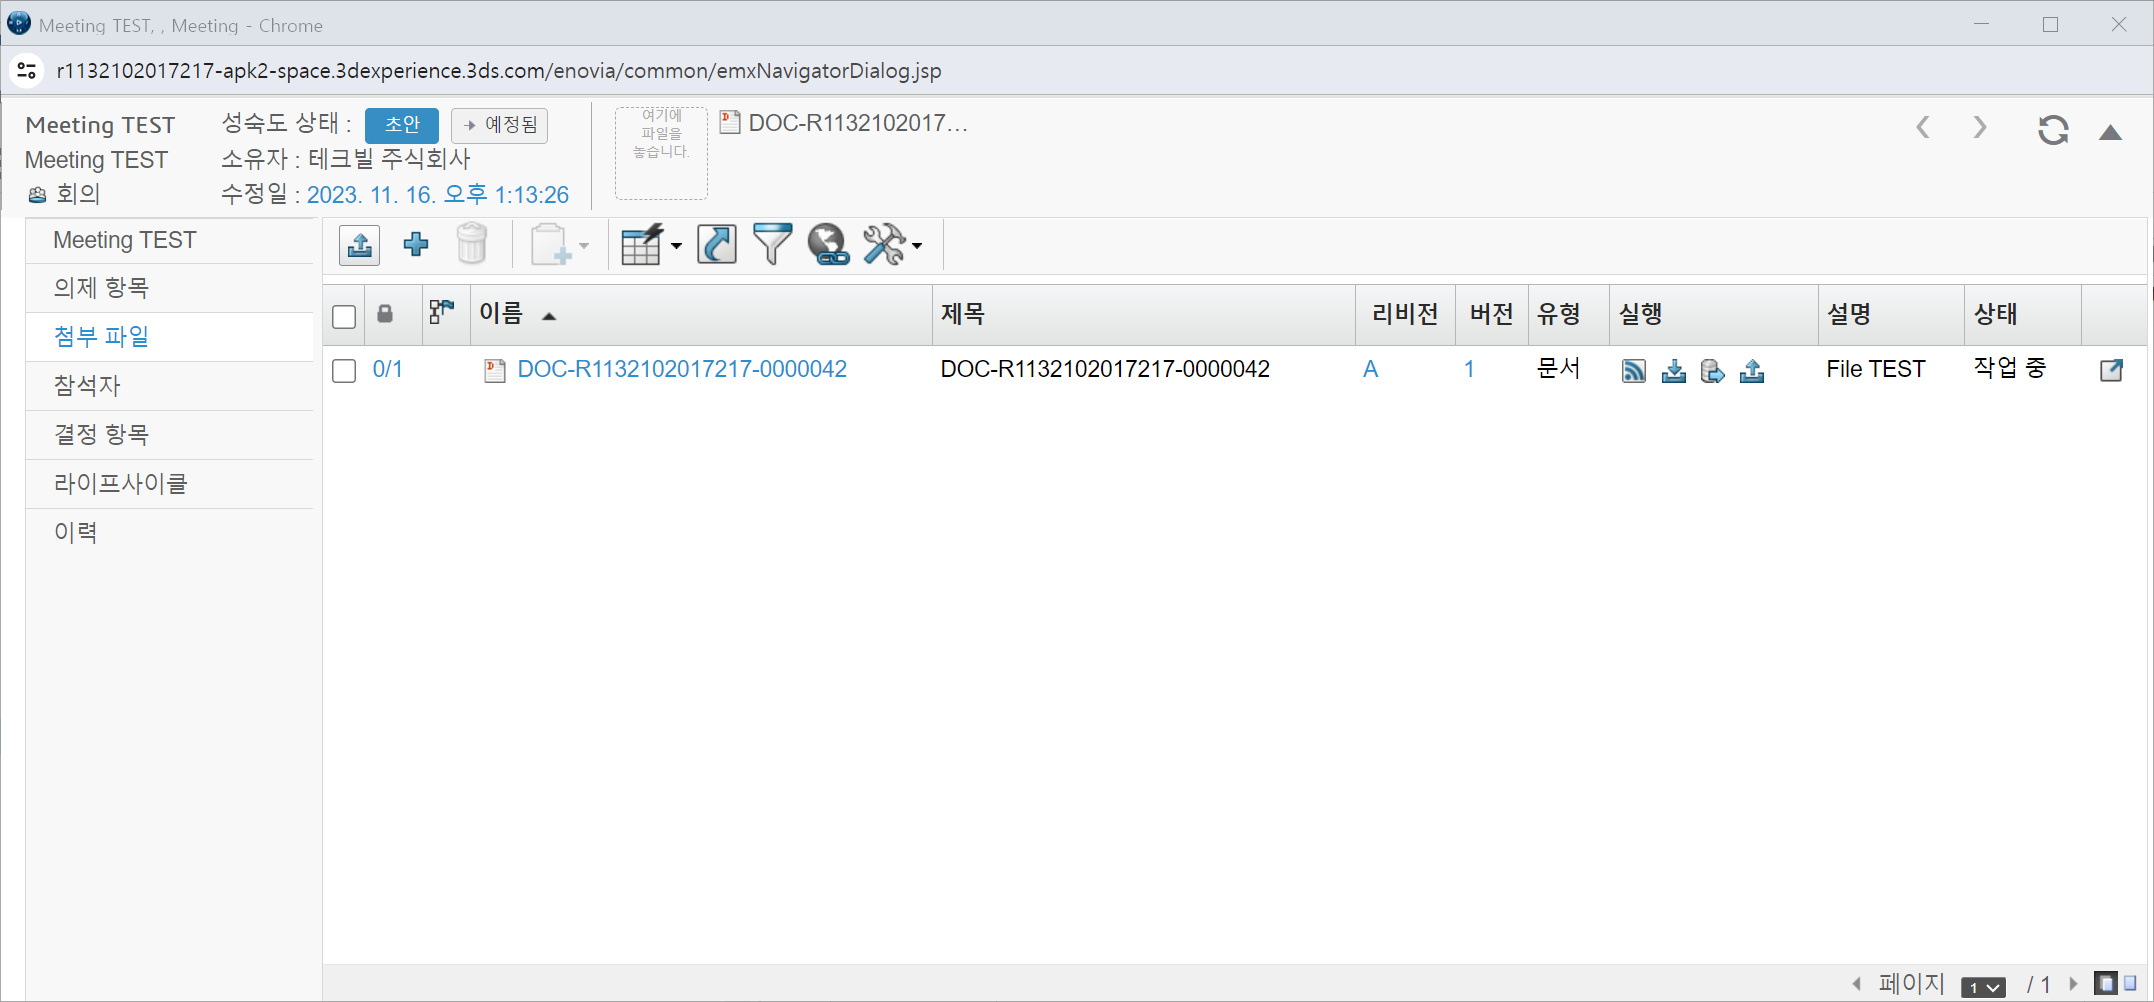 Meeting TEST, , Meeting - Chrome
r1132102017217-apk2-space.3dexperience.3ds.com/enovia/common/emxNavigatorDialog.jsp
Meeting TEST
Meeting TEST
회의
성숙도 상태 : 초안 예정됨
소유자 : 테크빌 주식회사
수정일 : 2023. 11. 16. 오후 1:13:26
여기에
파일을
놓습니다.
DOC-R1132102017...
Meeting TEST
의제 항목
첨부 파일
참석자
결정 항목
라이프사이클
이력
이름 제목 리비전 버전 유형 실행 설명 상태
0/1 DOC-R1132102017217-0000042 DOC-R1132102017217-0000042 A 1 문서 File TEST 작업 중
페이지 1 / 1